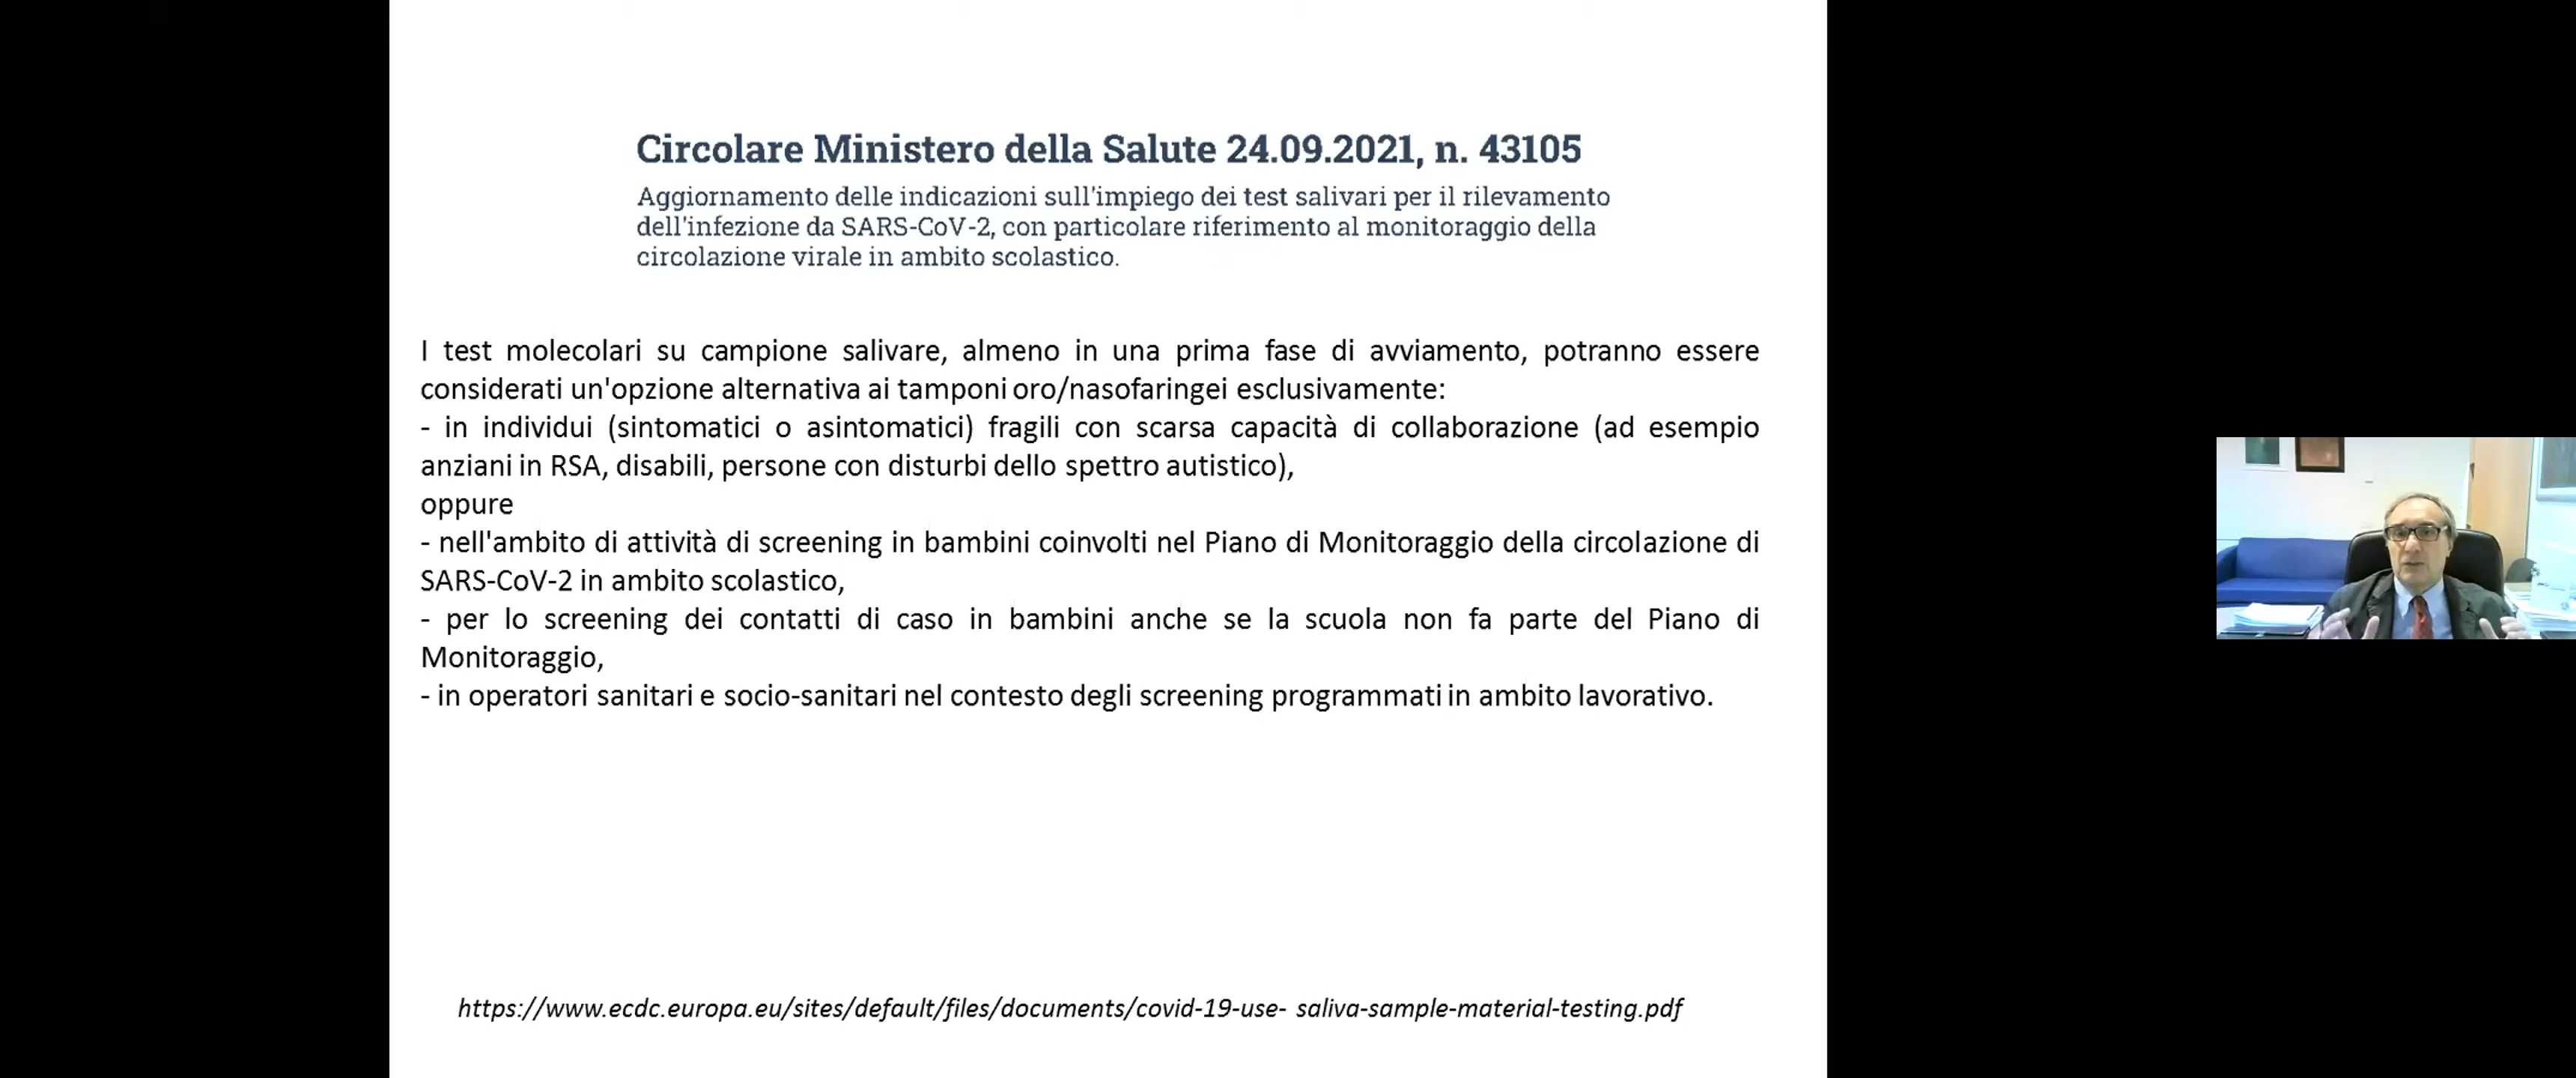 Circolare Ministero della Salute 24.09.2021, n. 43105
Aggiornamento delle indicazioni sull'impiego dei test salivari per il rilevamento
dell'infezione da SARS-CoV-2, con particolare riferimento al monitoraggio della
circolazione virale in ambito scolastico.
I test molecolari su campione salivare, almeno in una prima fase di avviamento, potranno essere
considerati un'opzione alternativa ai tamponi oro/nasofaringei esclusivamente:
- in individui (sintomatici o asintomatici) fragili con scarsa capacità di collaborazione (ad esempio
anziani in RSA, disabili, persone con disturbi dello spettro autistico),
oppure
- nell'ambito di attività di screening in bambini coinvolti nel Piano di Monitoraggio della circolazione di
SARS-CoV-2 in ambito scolastico,
- per lo screening dei contatti di caso in bambini anche se la scuola non fa parte del Piano di
Monitoraggio,
- in operatori sanitari e socio-sanitari nel contesto degli screening programmati in ambito lavorativo.
https://www.ecdc.europa.eu/sites/default/files/documents/covid-19-use- saliva-sample-material-testing.pdf